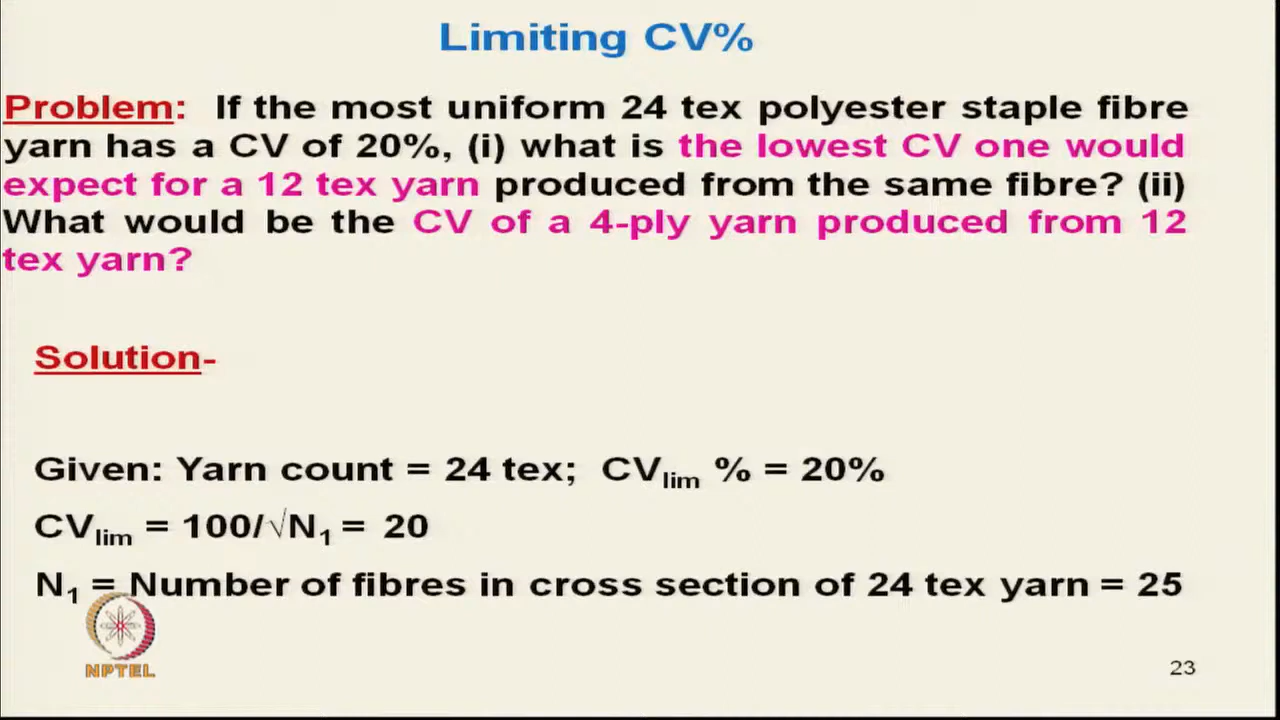 Limiting CV%
Problem: If the most uniform 24 tex polyester staple fibre
yarn has a CV of 20%, (i) what is the lowest CV one would
expect for a 12 tex yarn produced from the same fibre? (ii)
What would be the CV of a 4-ply yarn produced from 12
tex yarn?
Solution-
Given: Yarn count = 24 tex; CVlim % = 20%
CVlim = 100/√N1 = 20
N1 = Number of fibres in cross section of 24 tex yarn = 25
NPTEL
23